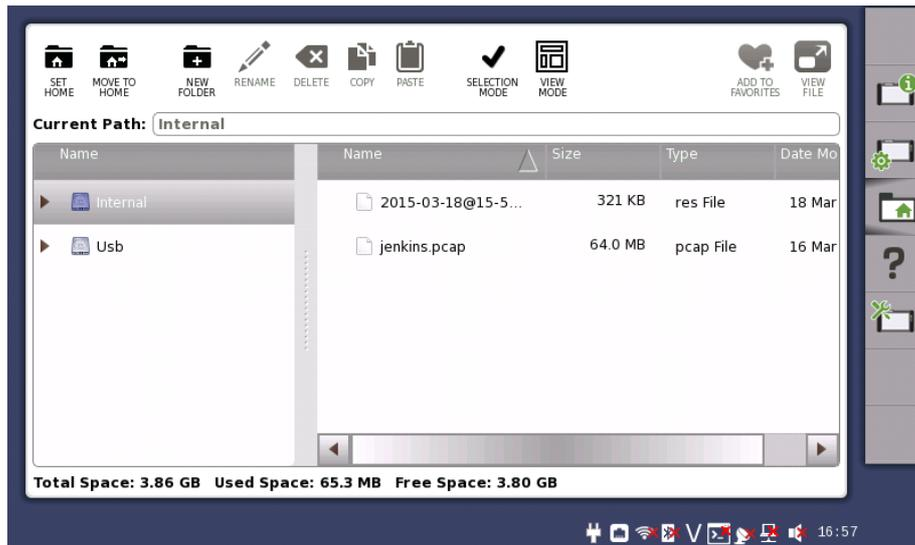 SET HOME
MOVE TO HOME
NEW FOLDER
RENAME
DELETE
COPY
PASTE
SELECTION MODE
VIEW MODE
ADD TO FAVORITES
VIEW FILE
Current Path: Internal
Name
Name Size Type Date Mo
Internal
2015-03-18@15-5... 321 KB res File 18 Mar
Usb
jenkins.pcap 64.0 MB pcap File 16 Mar
Total Space: 3.86 GB Used Space: 65.3 MB Free Space: 3.80 GB
V 16:57